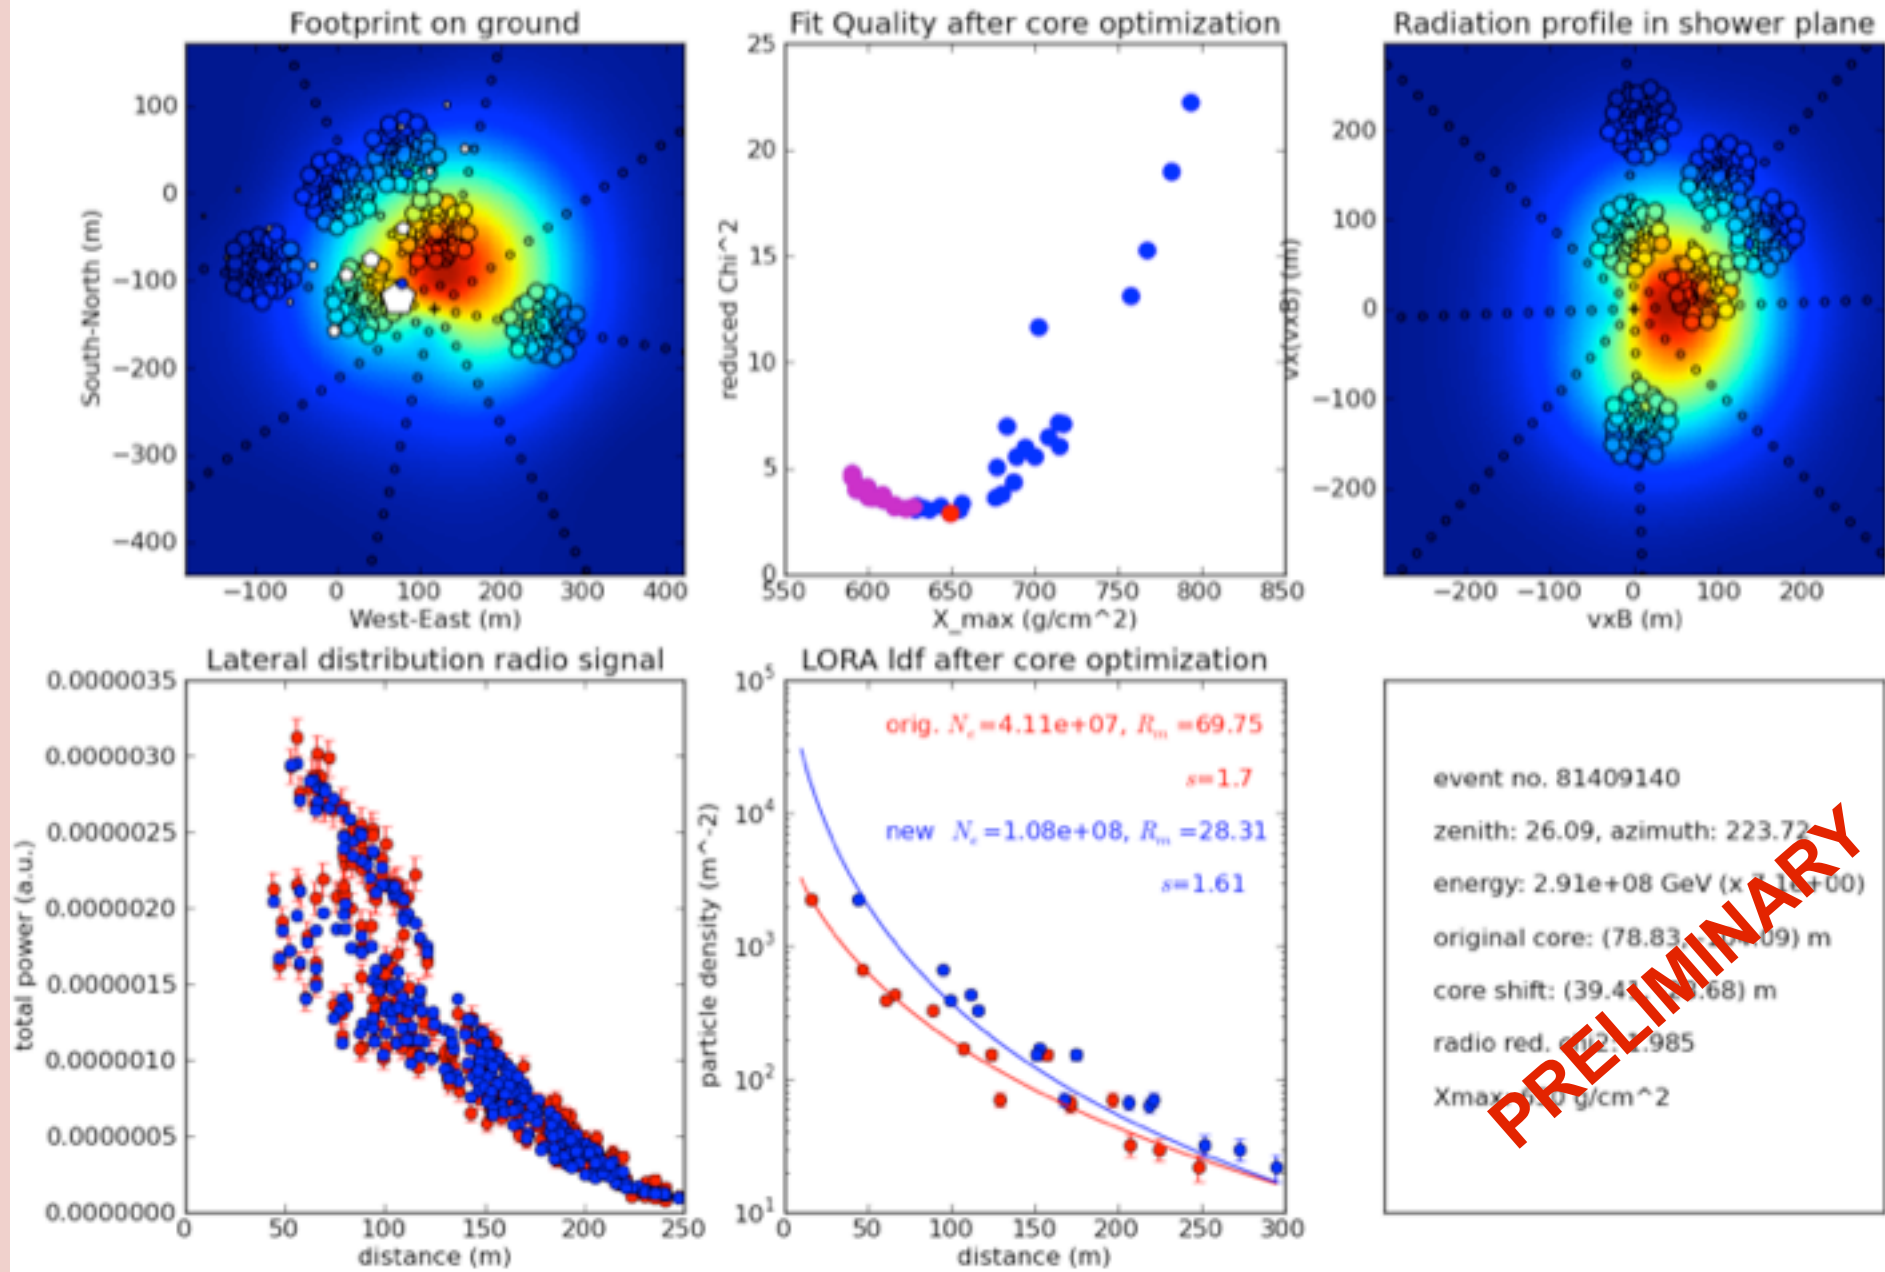 Footprint on ground
100
0
−100
−200
−300
−400
South-North (m)
−100 0 100 200 300 400
West-East (m)
Fit Quality after core optimization
25
20
15
10
5
0
reduced Chi^2
550 600 650 700 750 800 850
X_max (g/cm^2)
Radiation profile in shower plane
200
100
0
−100
−200
vx(vxB) (m)
−200 −100 0 100 200
vxB (m)
Lateral distribution radio signal
0.0000035
0.0000030
0.0000025
0.0000020
0.0000015
0.0000010
0.0000005
0.0000000
total power (a.u.)
0 50 100 150 200 250
distance (m)
LORA ldf after core optimization
10^5
10^4
10^3
10^2
10^1
particle density (m^-2)
orig. N_e=4.11e+07, R_m=69.75
s=1.7
new N_e=1.08e+08, R_m=28.31
s=1.61
0 50 100 150 200 250 300
distance (m)
event no. 81409140
zenith: 26.09, azimuth: 223.72
energy: 2.91e+08 GeV (x 7.1e+00)
original core: (78.83, m
core shift: m
radio red. chi2:
Xmax g/cm^2
PRELIMINARY